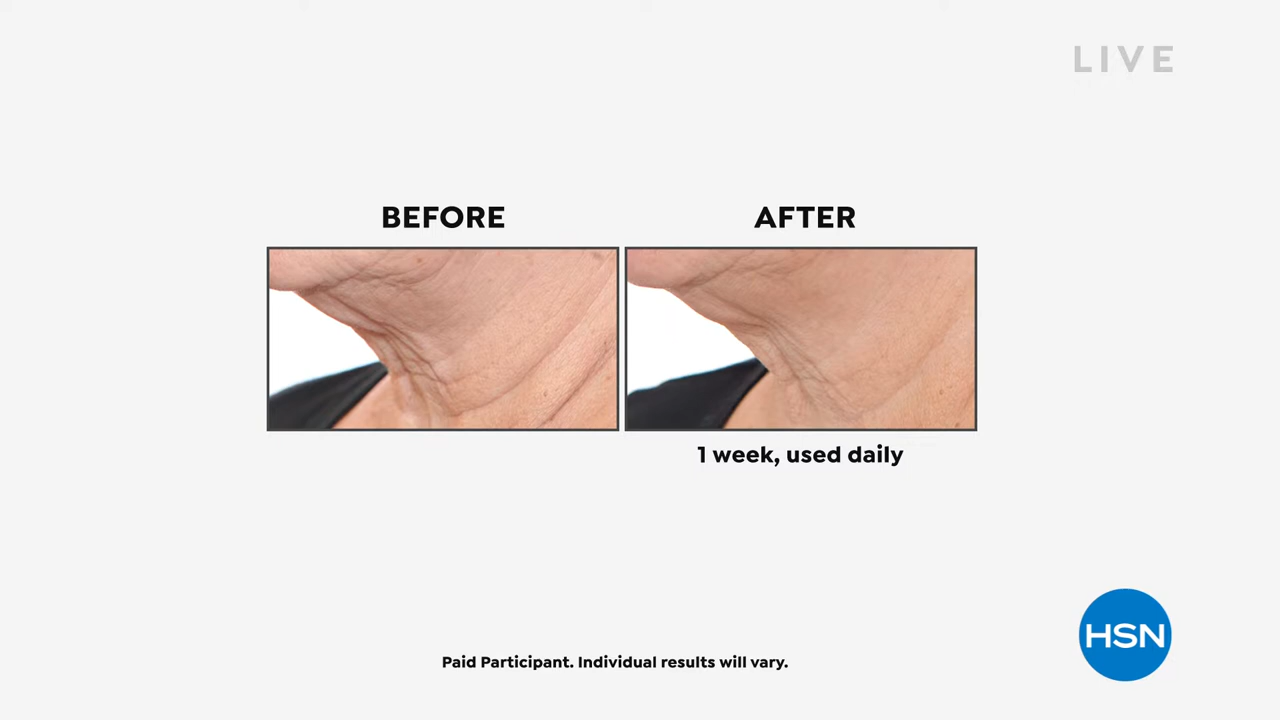 LIVE
BEFORE
AFTER
1 week, used daily
HSN
Paid Participant. Individual results will vary.